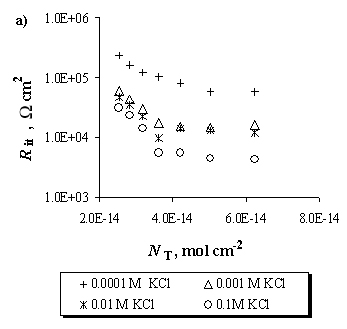 a)
1.0E+06
1.0E+05
1.0E+04
1.0E+03
R it , Ω cm2
2.0E-14 4.0E-14 6.0E-14 8.0E-14
NT, mol cm-2
0.0001 M KCl 0.001 M KCl
0.01 M KCl 0.1M KCl